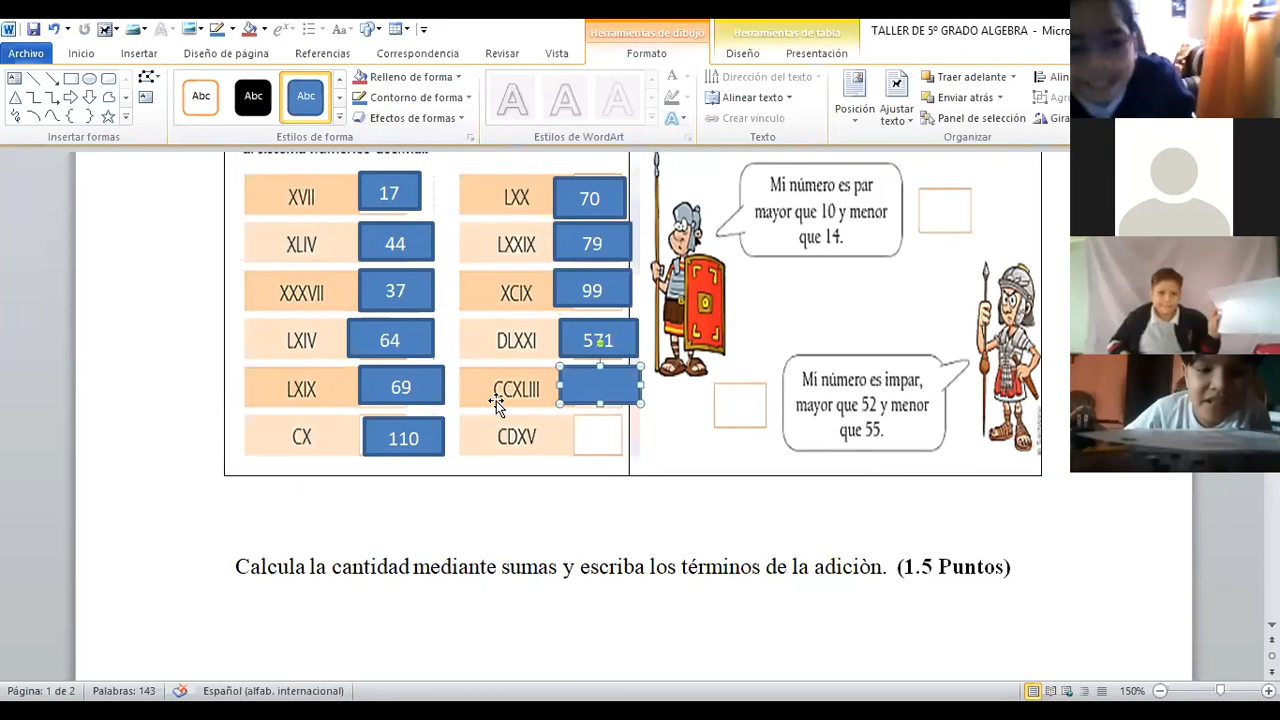 Herramientas de dibujo
Herramientas de tabla
TALLER DE 5º GRADO ALGEBRA - Micro
Archivo
Inicio
Insertar
Diseño de página
Referencias
Correspondencia
Revisar
Vista
Formato
Diseño
Presentación
Abc
Abc
Abc
Relleno de forma
Contorno de forma
Efectos de forma
Dirección del texto
Alinear texto
Crear vínculo
Posición
Ajustar texto
Traer adelante
Enviar atrás
Panel de selección
Alin
Agru
Gira
Insertar formas
Estilos de forma
Estilos de WordArt
Texto
Organizar
XVII 17 LXX 70
XLIV 44 LXXIX 79
XXXVII 37 XCIX 99
LXIV 64 DLXXI 571
LXIX 69 CCXLIII
CX 110 CDXV
Mi número es par
mayor que 10 y menor
que 14.
Mi número es impar,
mayor que 52 y menor
que 55.
Calcula la cantidad mediante sumas y escriba los términos de la adiciòn. (1.5 Puntos)
Página: 1 de 2
Palabras: 143
Español (alfab. internacional)
150%